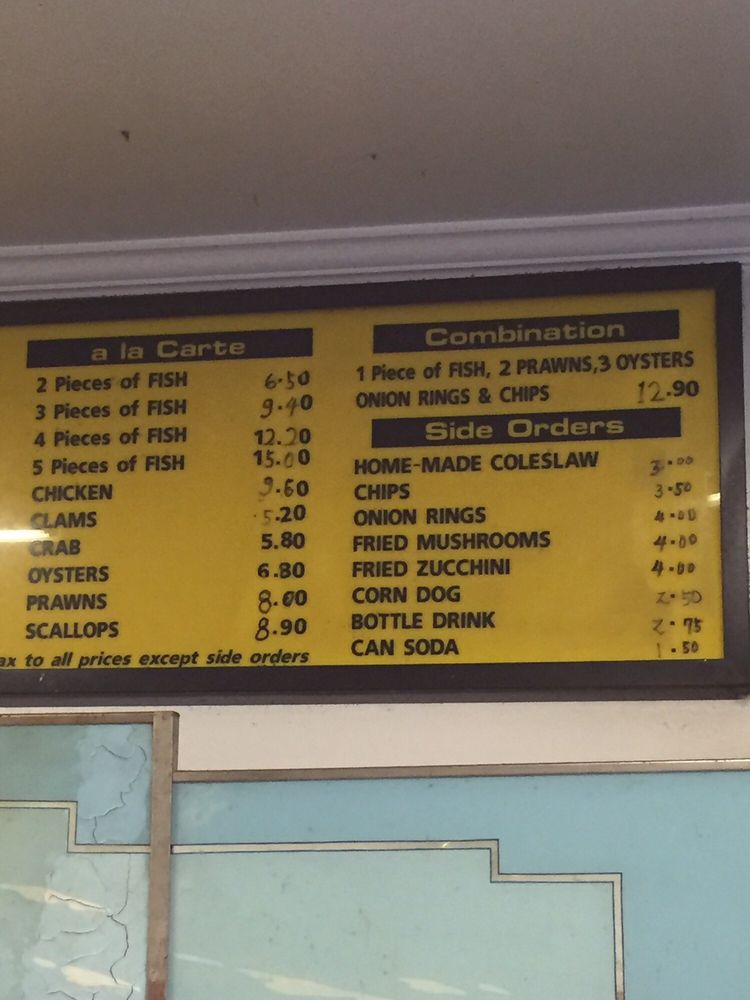 a la Carte
2 Pieces of FISH 6.50
3 Pieces of FISH 9.40
4 Pieces of FISH 12.20
5 Pieces of FISH 15.00
CHICKEN 9.60
CLAMS 5.20
CRAB 5.80
OYSTERS 6.80
PRAWNS 8.00
SCALLOPS 8.90
to all prices except side orders
Combination
1 Piece of FISH, 2 PRAWNS,3 OYSTERS
ONION RINGS & CHIPS 12.90
Side Orders
HOME-MADE COLESLAW 3.00
CHIPS 3.50
ONION RINGS 4.00
FRIED MUSHROOMS 4.00
FRIED ZUCCHINI 4.00
CORN DOG 2.50
BOTTLE DRINK 2.75
CAN SODA 1.50